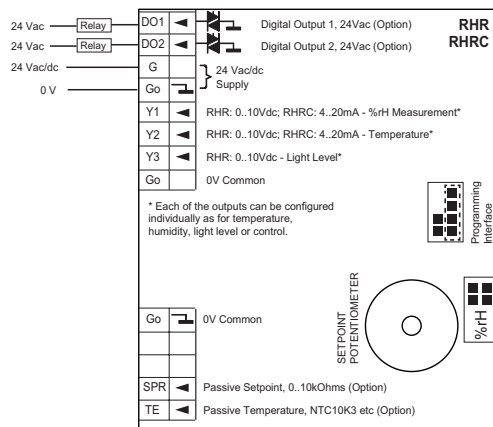 24 Vac Relay DO1 Digital Output 1, 24Vac (Option) RHR
24 Vac Relay DO2 Digital Output 2, 24Vac (Option) RHRC
24 Vac/dc G 24 Vac/dc
0 V Go Supply
Y1 RHR: 0..10Vdc; RHRC: 4..20mA - %rH Measurement*
Y2 RHR: 0..10Vdc; RHRC: 4..20mA - Temperature*
Y3 RHR: 0..10Vdc - Light Level*
Go 0V Common
* Each of the outputs can be configured
individually as for temperature,
humidity, light level or control.
Programming
Interface
SETPOINT
POTENTIOMETER
%rH
Go 0V Common
SPR Passive Setpoint, 0..10kOhms (Option)
TE Passive Temperature, NTC10K3 etc (Option)